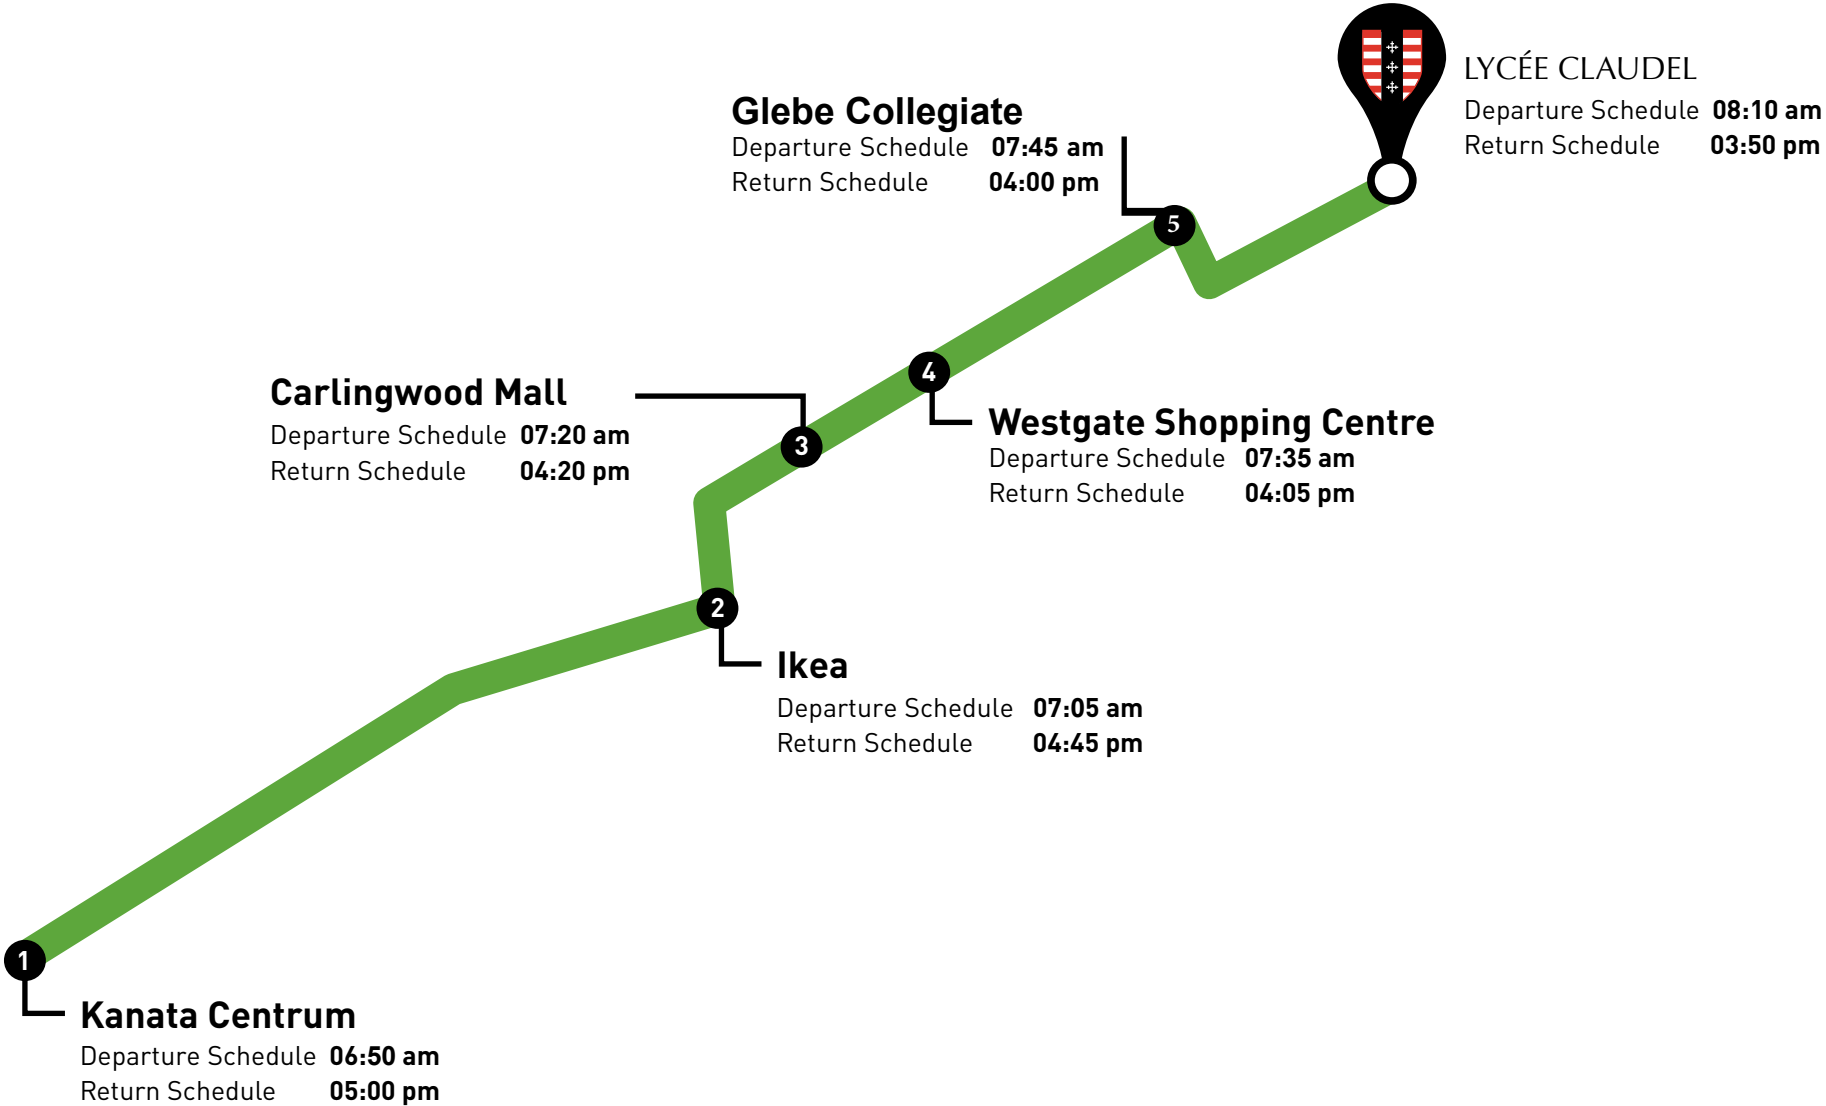 LYCÉE CLAUDEL
Departure Schedule 08:10 am
Return Schedule 03:50 pm
Glebe Collegiate
Departure Schedule 07:45 am
Return Schedule 04:00 pm
5
4
Carlingwood Mall
Departure Schedule 07:20 am
Return Schedule 04:20 pm
3
Westgate Shopping Centre
Departure Schedule 07:35 am
Return Schedule 04:05 pm
2
Ikea
Departure Schedule 07:05 am
Return Schedule 04:45 pm
1
Kanata Centrum
Departure Schedule 06:50 am
Return Schedule 05:00 pm